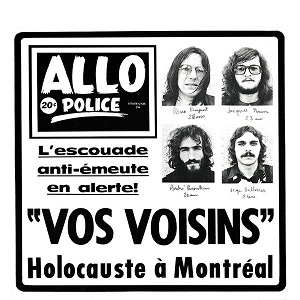 ALLO
20¢ POLICE
L'escouade
anti-émeute
en alerte!
"VOS VOISINS"
Holocauste à Montréal